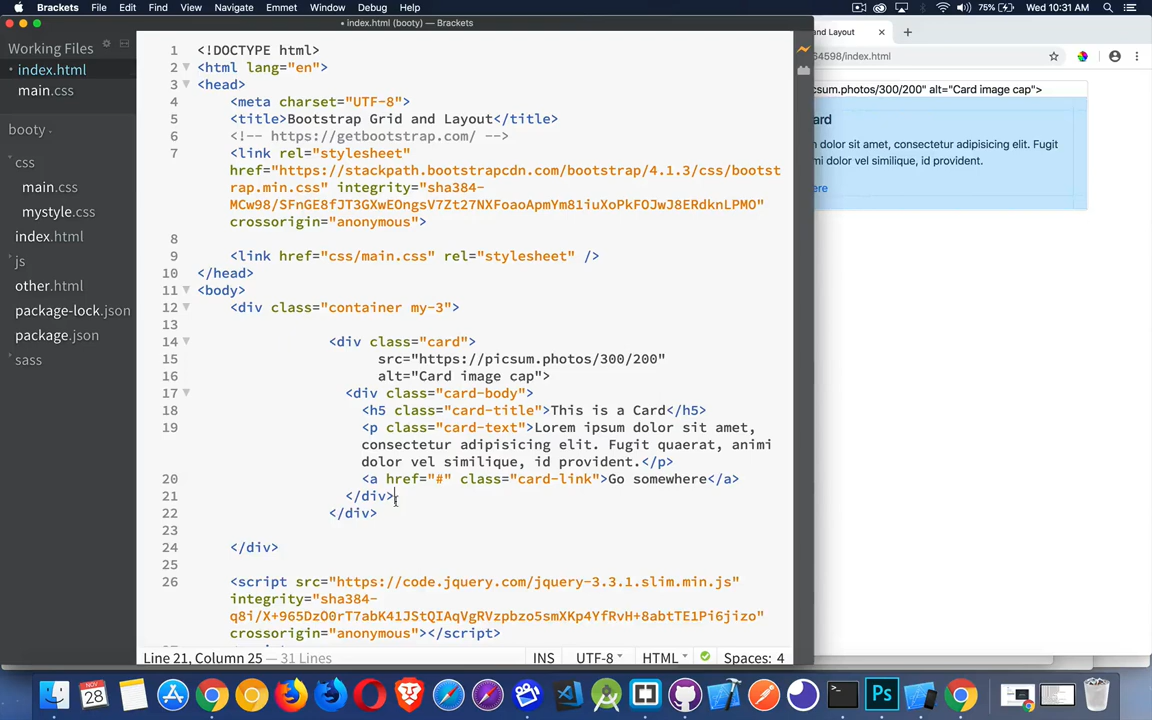 Brackets File Edit Find View Navigate Emmet Window Debug Help 75% Wed 10:31 AM
• index.html (booty) — Brackets
and Layout
64598/index.html
Working Files
• index.html
main.css
booty
css
main.css
mystyle.css
index.html
js
other.html
package-lock.json
package.json
sass
1 <!DOCTYPE html>
2 <html lang="en">
3 <head>
4 <meta charset="UTF-8">
5 <title>Bootstrap Grid and Layout</title>
6 <!-- https://getbootstrap.com/ -->
7 <link rel="stylesheet"
href="https://stackpath.bootstrapcdn.com/bootstrap/4.1.3/css/bootst
rap.min.css" integrity="sha384-
MCw98/SFnGE8fJT3GXwEOngsV7Zt27NXFoaoApmYm81iuXoPkFOJwJ8ERdknLPMO"
crossorigin="anonymous">
8
9 <link href="css/main.css" rel="stylesheet" />
10 </head>
11 <body>
12 <div class="container my-3">
13
14 <div class="card">
15 src="https://picsum.photos/300/200"
16 alt="Card image cap">
17 <div class="card-body">
18 <h5 class="card-title">This is a Card</h5>
19 <p class="card-text">Lorem ipsum dolor sit amet,
consectetur adipisicing elit. Fugit quaerat, animi
dolor vel similique, id provident.</p>
20 <a href="#" class="card-link">Go somewhere</a>
21 </div>
22 </div>
23
24 </div>
25
26 <script src="https://code.jquery.com/jquery-3.3.1.slim.min.js"
integrity="sha384-
q8i/X+965DzO0rT7abK41JStQIAqVgRVzpbzo5smXKp4YfRvH+8abtTE1Pi6jizo"
crossorigin="anonymous"></script>
Line 21, Column 25 — 31 Lines INS UTF-8 HTML Spaces: 4
icsum.photos/300/200" alt="Card image cap">
ard
dolor sit amet, consectetur adipisicing elit. Fugit
mi dolor vel similique, id provident.
ere
NOV
28
Ps